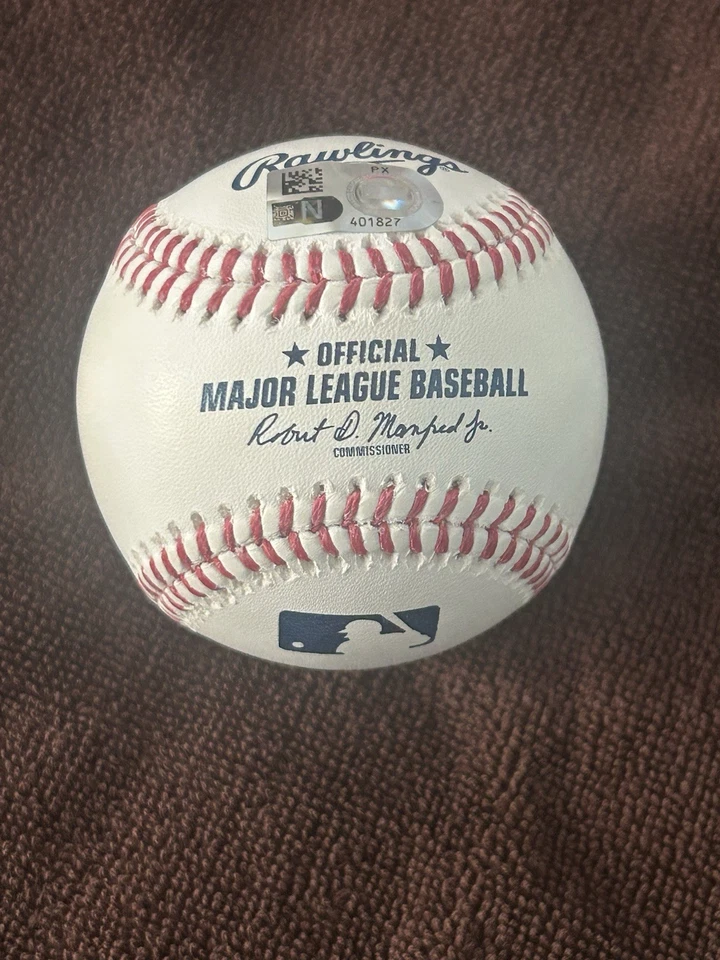 Rawlings
PX
N
401827
★ OFFICIAL ★
MAJOR LEAGUE BASEBALL
Robert D. Manfred Jr.
COMMISSIONER